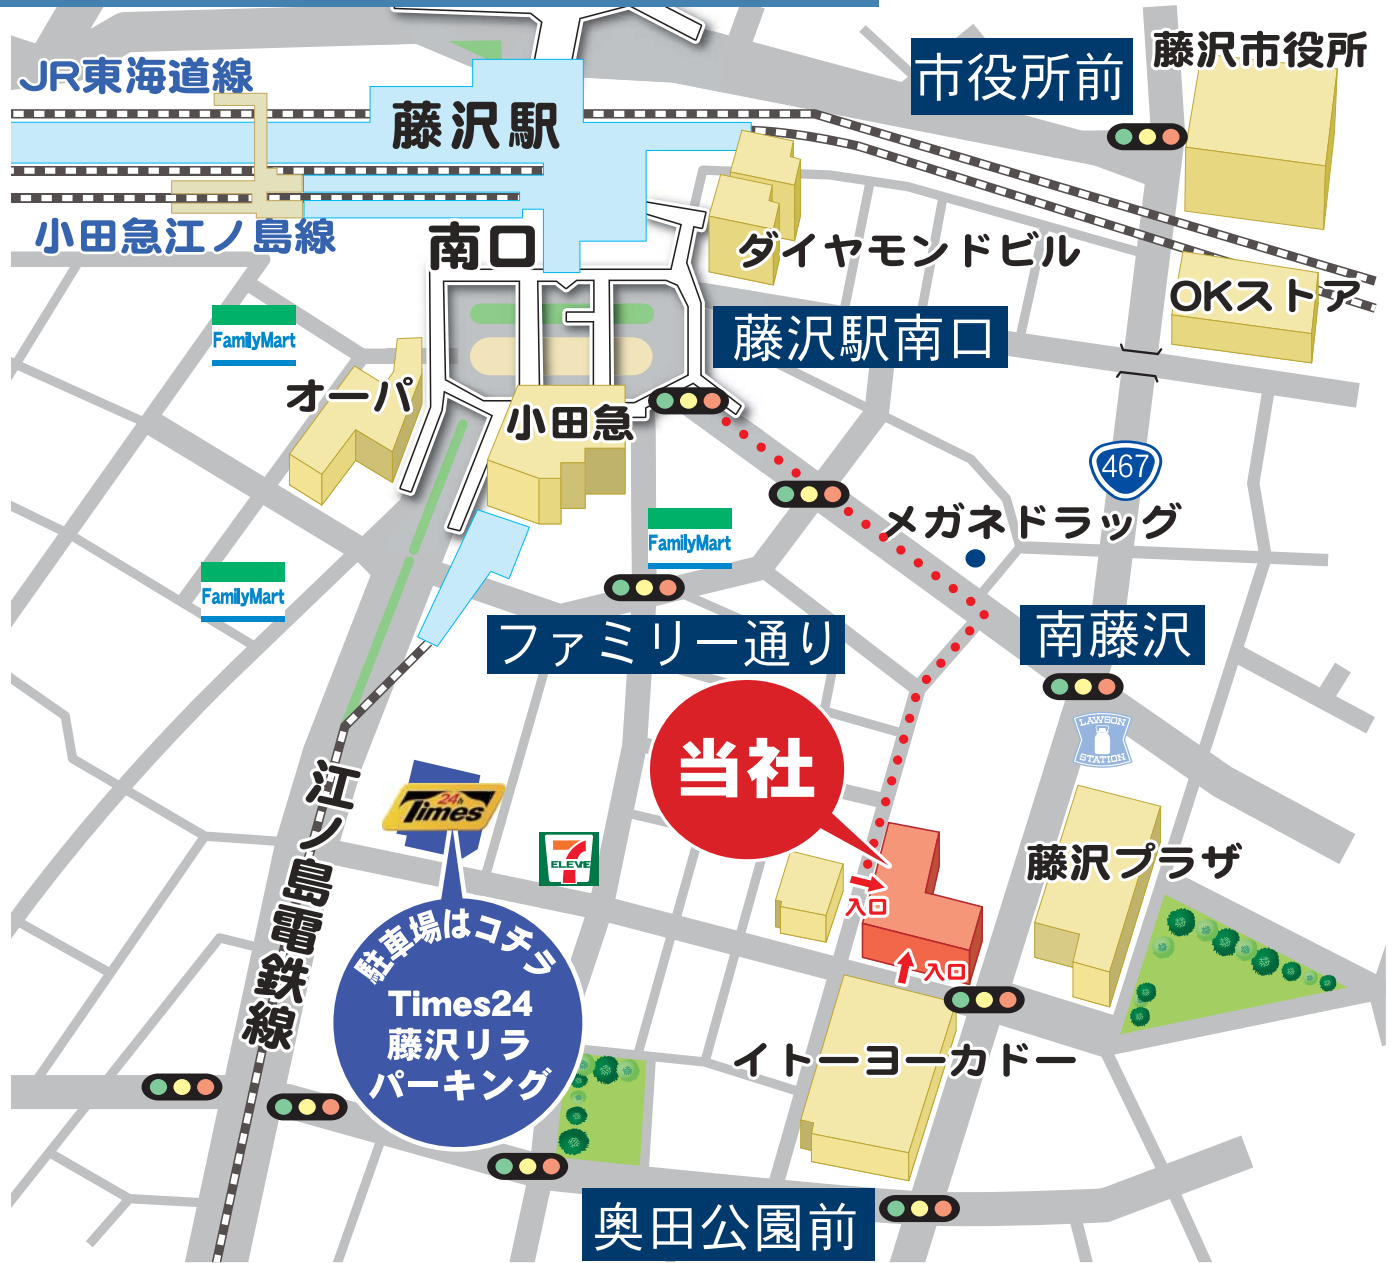 市役所前
藤沢市役所
JR東海道線
藤沢駅
小田急江ノ島線
南口
ダイヤモンドビル
OKストア
FamilyMart
藤沢駅南口
オーパ
小田急
467
メガネドラッグ
FamilyMart
FamilyMart
ファミリー通り
南藤沢
LAWSON
STATION
当社
江ノ島電鉄線
24h
Times
ELEVEn
藤沢プラザ
入口
入口
駐車場はコチラ
Times24
藤沢リラ
パーキング
イトーヨーカドー
奥田公園前